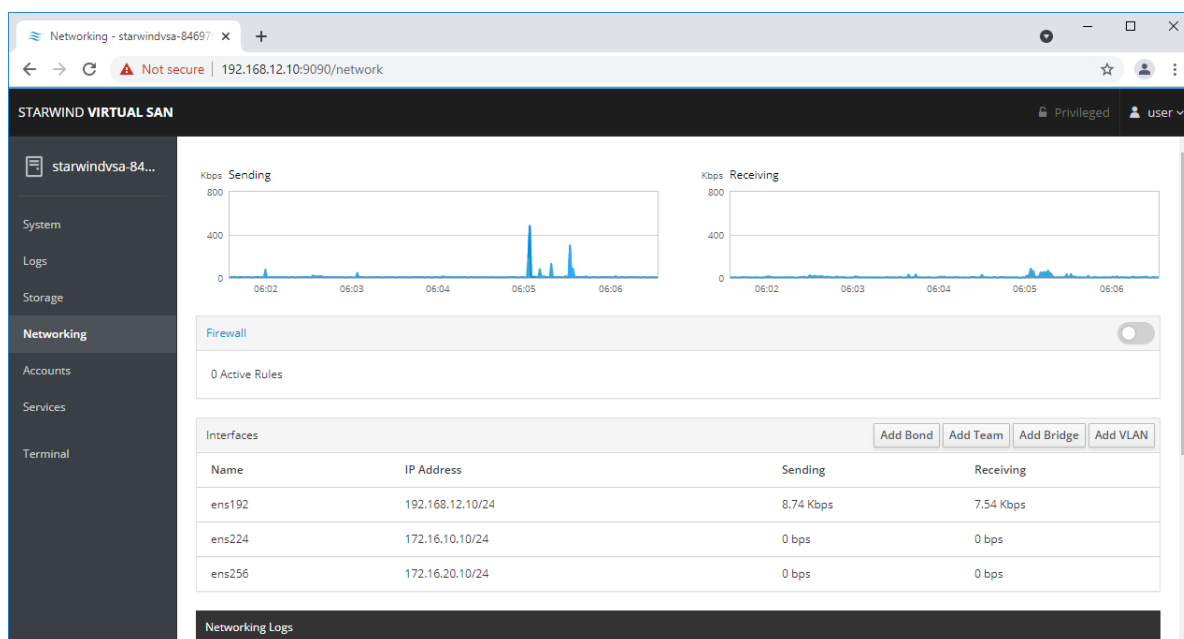 Networking - starwindvsa-84697
Not secure | 192.168.12.10:9090/network
STARWIND VIRTUAL SAN
Privileged
user
starwindvsa-84...
System
Logs
Storage
Networking
Accounts
Services
Terminal
Kbps Sending
800
400
0
06:02 06:03 06:04 06:05 06:06
Kbps Receiving
800
400
0
06:02 06:03 06:04 06:05 06:06
Firewall
0 Active Rules
Interfaces Add Bond Add Team Add Bridge Add VLAN
Name IP Address Sending Receiving
ens192 192.168.12.10/24 8.74 Kbps 7.54 Kbps
ens224 172.16.10.10/24 0 bps 0 bps
ens256 172.16.20.10/24 0 bps 0 bps
Networking Logs